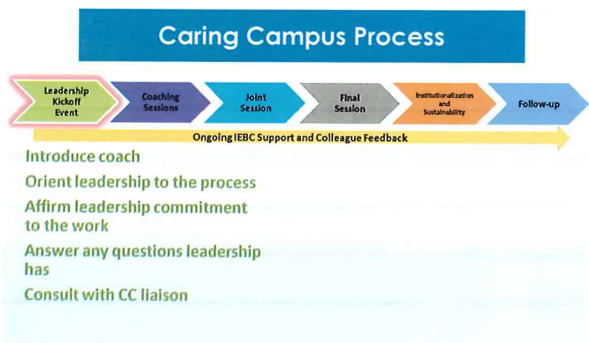 Caring Campus Process
Leadership
Kickoff
Event
Coaching
Sessions
Joint
Session
Final
Session
Institutionalization
and
Sustainability
Follow-up
Ongoing IEBC Support and Colleague Feedback
Introduce coach
Orient leadership to the process
Affirm leadership commitment
to the work
Answer any questions leadership
has
Consult with CC liaison